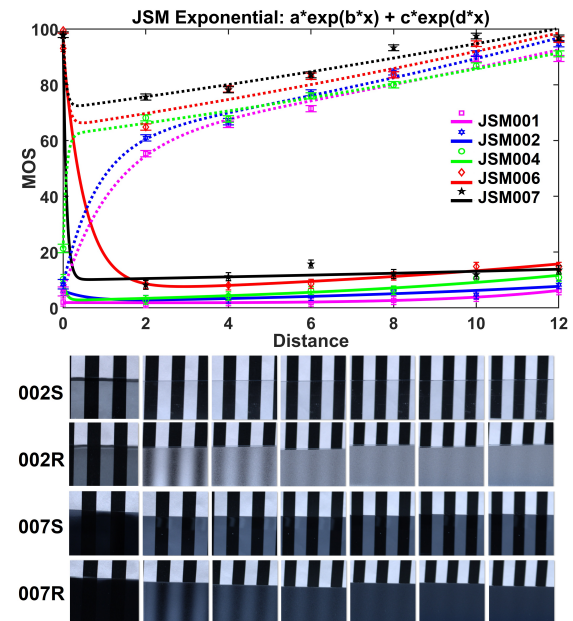 JSM Exponential: a*exp(b*x) + c*exp(d*x)
100
80
60
40
20
0
MOS
JSM001
JSM002
JSM004
JSM006
JSM007
0 2 4 6 8 10 12
Distance
002S
002R
007S
007R